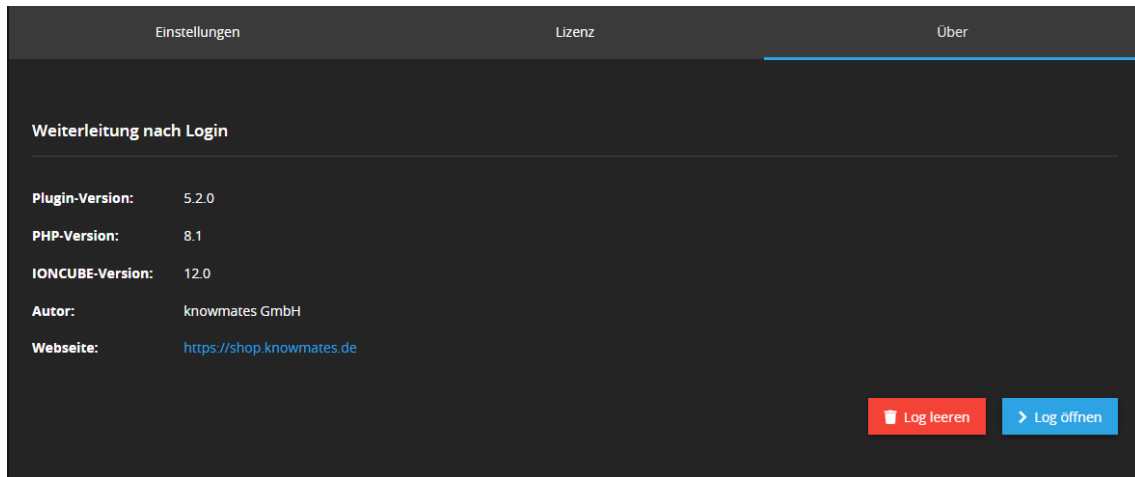 Einstellungen Lizenz Über
Weiterleitung nach Login
Plugin-Version: 5.2.0
PHP-Version: 8.1
IONCUBE-Version: 12.0
Autor: knowmates GmbH
Webseite: https://shop.knowmates.de
Log leeren Log öffnen